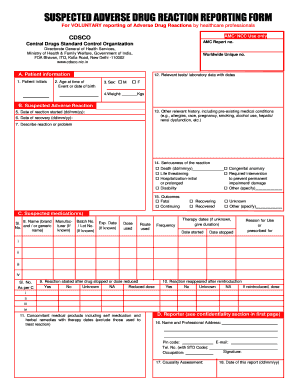 SUSPECTED ADVERSE DRUG REACTION REPORTING FORM
For VOLUNTARY reporting of Adverse Drug Reactions by healthcare professionals
CDSCO
Central Drugs Standard Control Organization
Directorate General of Health Services,
Ministry of Health & Family Welfare, Government of India,
FDA Bhawan, ITO, Kotla Road, New Delhi -110002
www.cdsco.nic.in
AMC/ NCC Use only
AMC Report no.
Worldwide Unique no.
A. Patient information
1. Patient Initials
2. Age at time of
Event or date of birth
3. Sex M F
4. Weight Kgs
12. Relevant tests/ laboratory data with dates
B. Suspected Adverse Reaction
5. Date of reaction started (dd/mm/yy)
6. Date of recovery (dd/mm/yy)
7. Describe reaction or problem
13. Other relevant history, including pre-existing medical conditions
(e.g. allergies, race, pregnancy, smoking, alcohol use, hepatic/
renal dysfunction, etc.)
14. Seriousness of the reaction
Death (dd/mm/yy)
Life threatening
Hospitalization-initial
or prolonged
Disability
Congenital anomaly
Required intervention
to prevent permanent
impairment/ damage
Other (specify)
15. Outcomes
Fatal Recovering Unknown
Continuing Recovered Other (specify)
C. Suspected medication(s)
Sl.
No.
8. Name (brand
and / or generic
name)
Manufac-
turer (if
known)
Batch No.
/ Lot No.
(if known)
Exp. Date
(if known)
Dose
used
Route
used
Frequency
Therapy dates (if unknown,
give duration)
Date started Date stopped
Reason for Use
or
prescribed for
i
ii
iii
iv
Sl. No.
As per C
9. Reaction abated after drug stopped or dose reduced
Yes No Unknown NA Reduced dose
10. Reaction reappeared after reintroduction
Yes No Unknown NA If reintroduced, dose
i
ii
iii
iv
11. Concomitant medical products including self medication and
herbal remedies with therapy dates (exclude those used to
treat reaction)
D. Reporter (see confidentiality section in first page)
16. Name and Professional Address:
Pin code: E-mail:
Tel. No. (with STD Code):
Occupation Signature:
17. Causality Assessment: 18. Date of this report (dd/mm/yy)